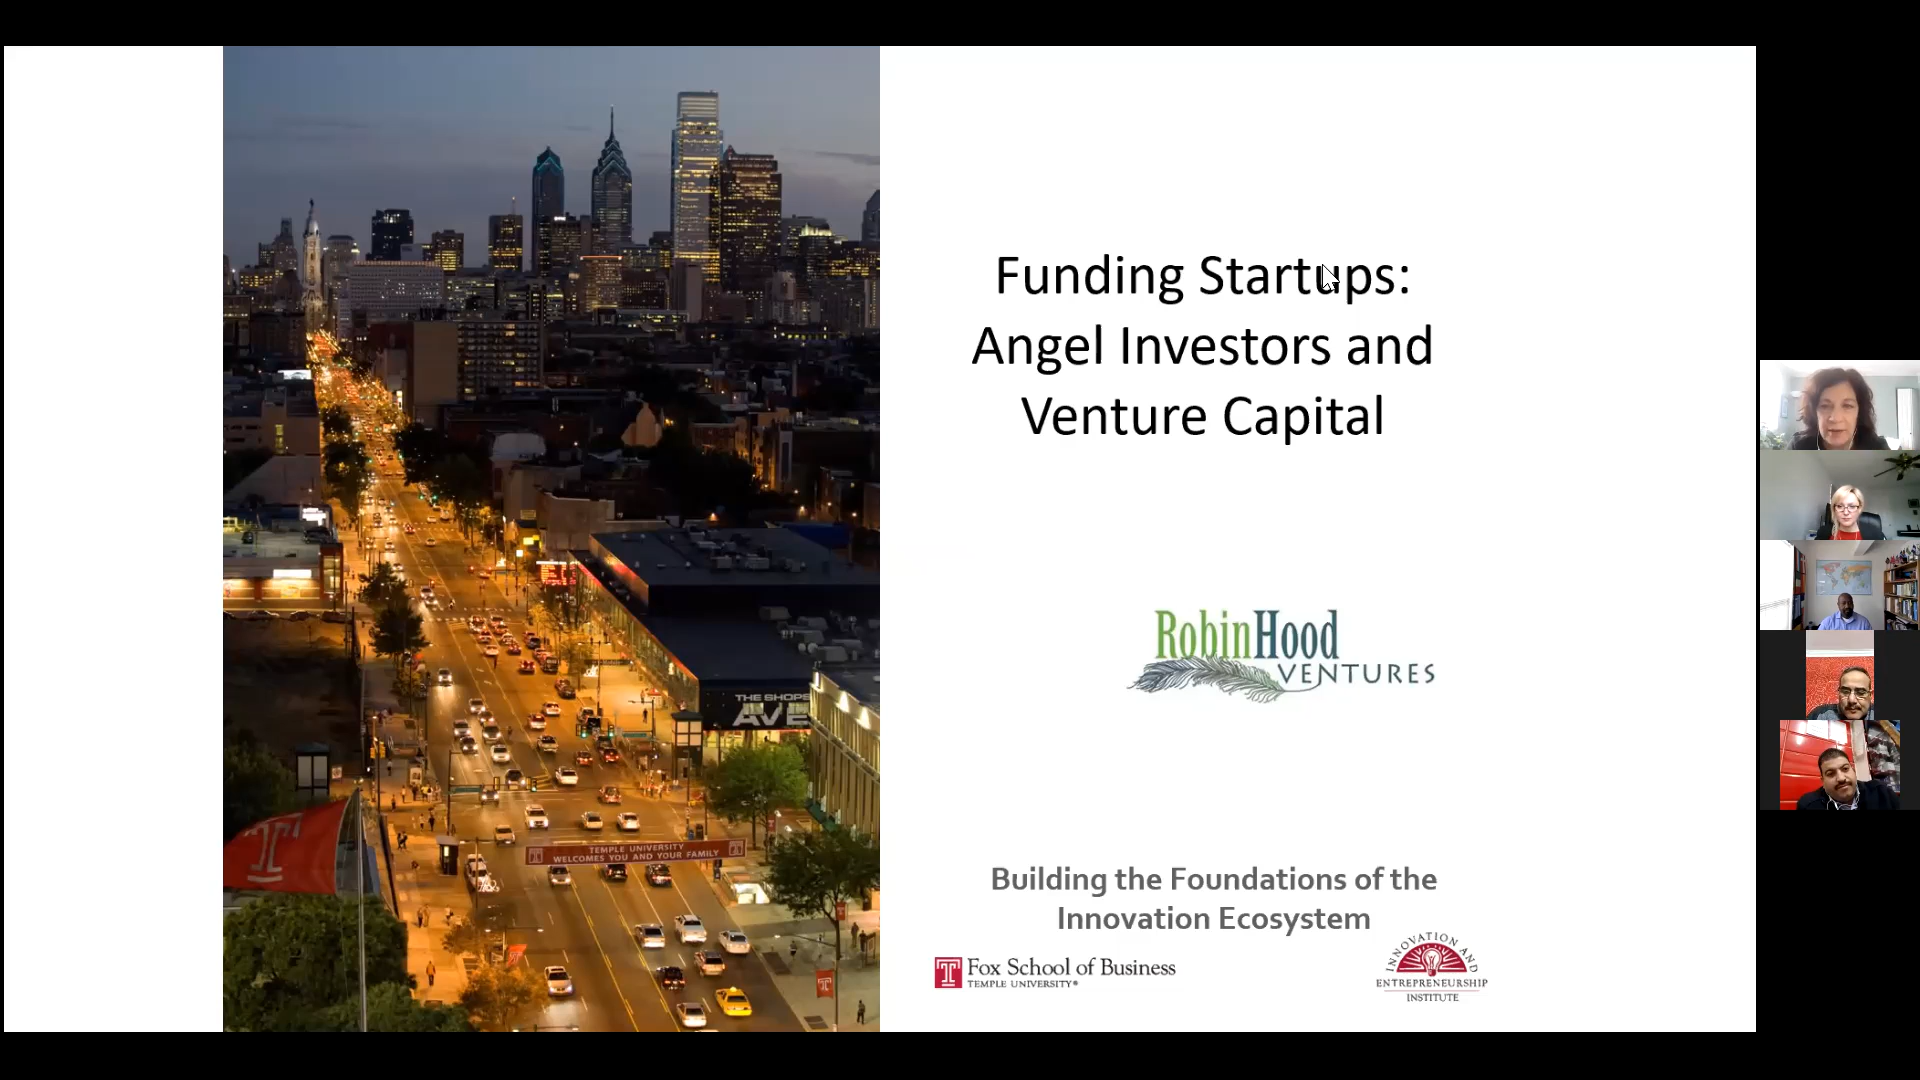 Funding Startups:
Angel Investors and
Venture Capital
RobinHood
VENTURES
THE SHOPS
AVE
TEMPLE UNIVERSITY
WELCOMES YOU AND YOUR FAMILY
Building the Foundations of the
Innovation Ecosystem
Fox School of Business
TEMPLE UNIVERSITY®
INNOVATION AND
ENTREPRENEURSHIP
INSTITUTE